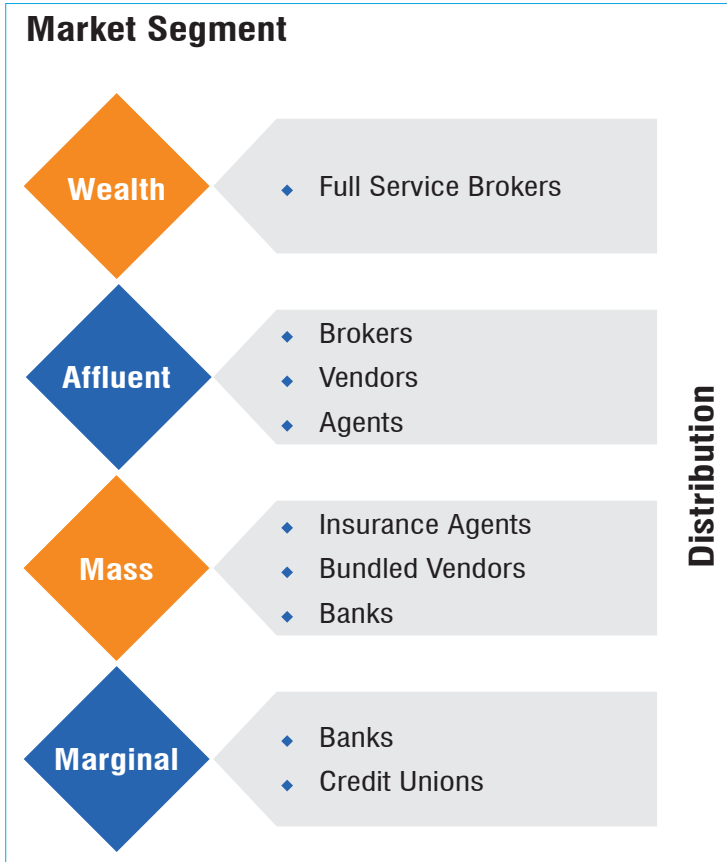 Market Segment
Wealth
Full Service Brokers
Affluent
Brokers
Vendors
Agents
Mass
Insurance Agents
Bundled Vendors
Banks
Marginal
Banks
Credit Unions
Distribution